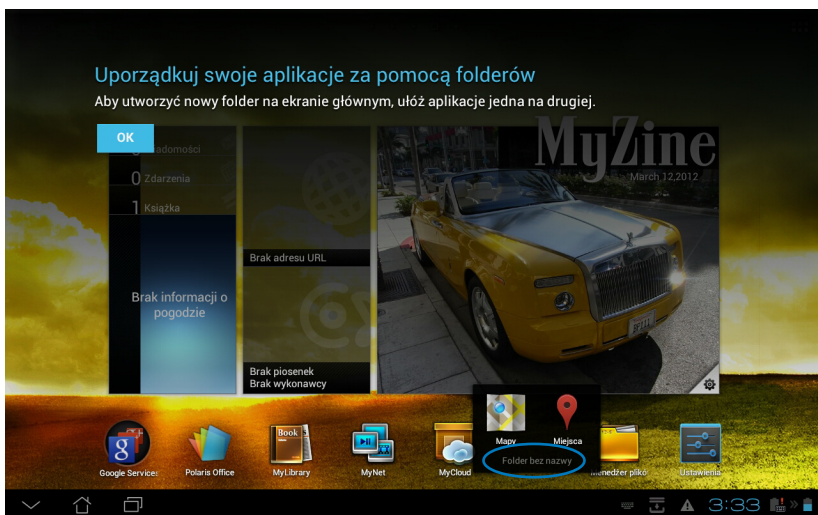 Uporządkuj swoje aplikacje za pomocą folderów
Aby utworzyć nowy folder na ekranie głównym, ułóż aplikacje jedna na drugiej.
OK
MyZine
March 12,2012
0 Zdarzenia
1 Książka
Brak adresu URL
Brak informacji o
pogodzie
Brak piosenek
Brak wykonawcy
Mapy
Miejsca
Folder bez nazwy
Book
8
Polaris Office
MyLibrary
MyNet
MyCloud
Ustawienia
3:33